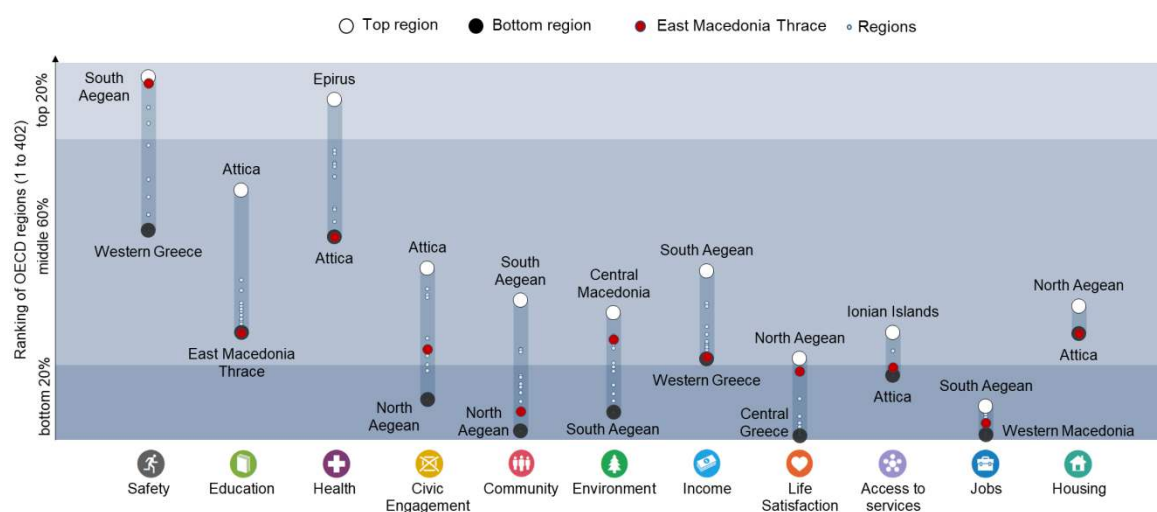 Top region
Bottom region
East Macedonia Thrace
Regions
Ranking of OECD regions (1 to 402)
top 20%
middle 60%
bottom 20%
South
Aegean
Western Greece
Attica
East Macedonia
Thrace
Epirus
Attica
Attica
North
Aegean
South
Aegean
North
Aegean
Central
Macedonia
South Aegean
South Aegean
Western Greece
North Aegean
Central
Greece
Ionian Islands
Attica
South Aegean
Western Macedonia
North Aegean
Attica
Safety
Education
Health
Civic
Engagement
Community
Environment
Income
Life
Satisfaction
Access to
services
Jobs
Housing